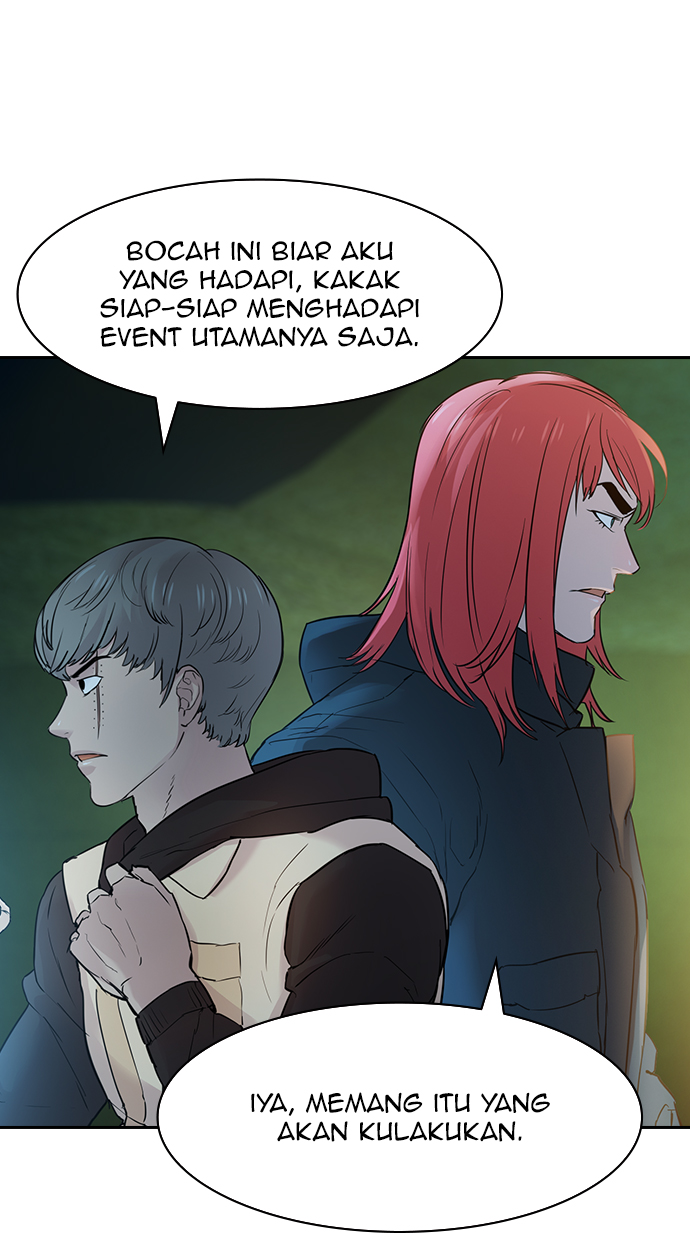 BOCAH INI BIAR AKU
YANG HADAPI, KAKAK
SIAP-SIAP MENGHADAPI
EVENT UTAMANYA SAJA.
IYA, MEMANG ITU YANG
AKAN KULAKUKAN.